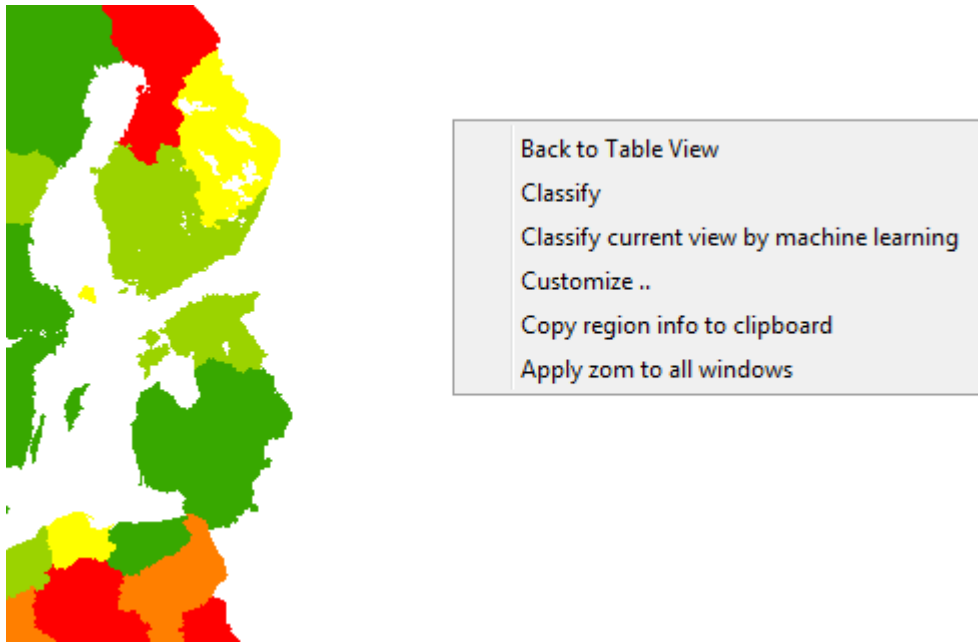 Back to Table View
Classify
Classify current view by machine learning
Customize ..
Copy region info to clipboard
Apply zom to all windows